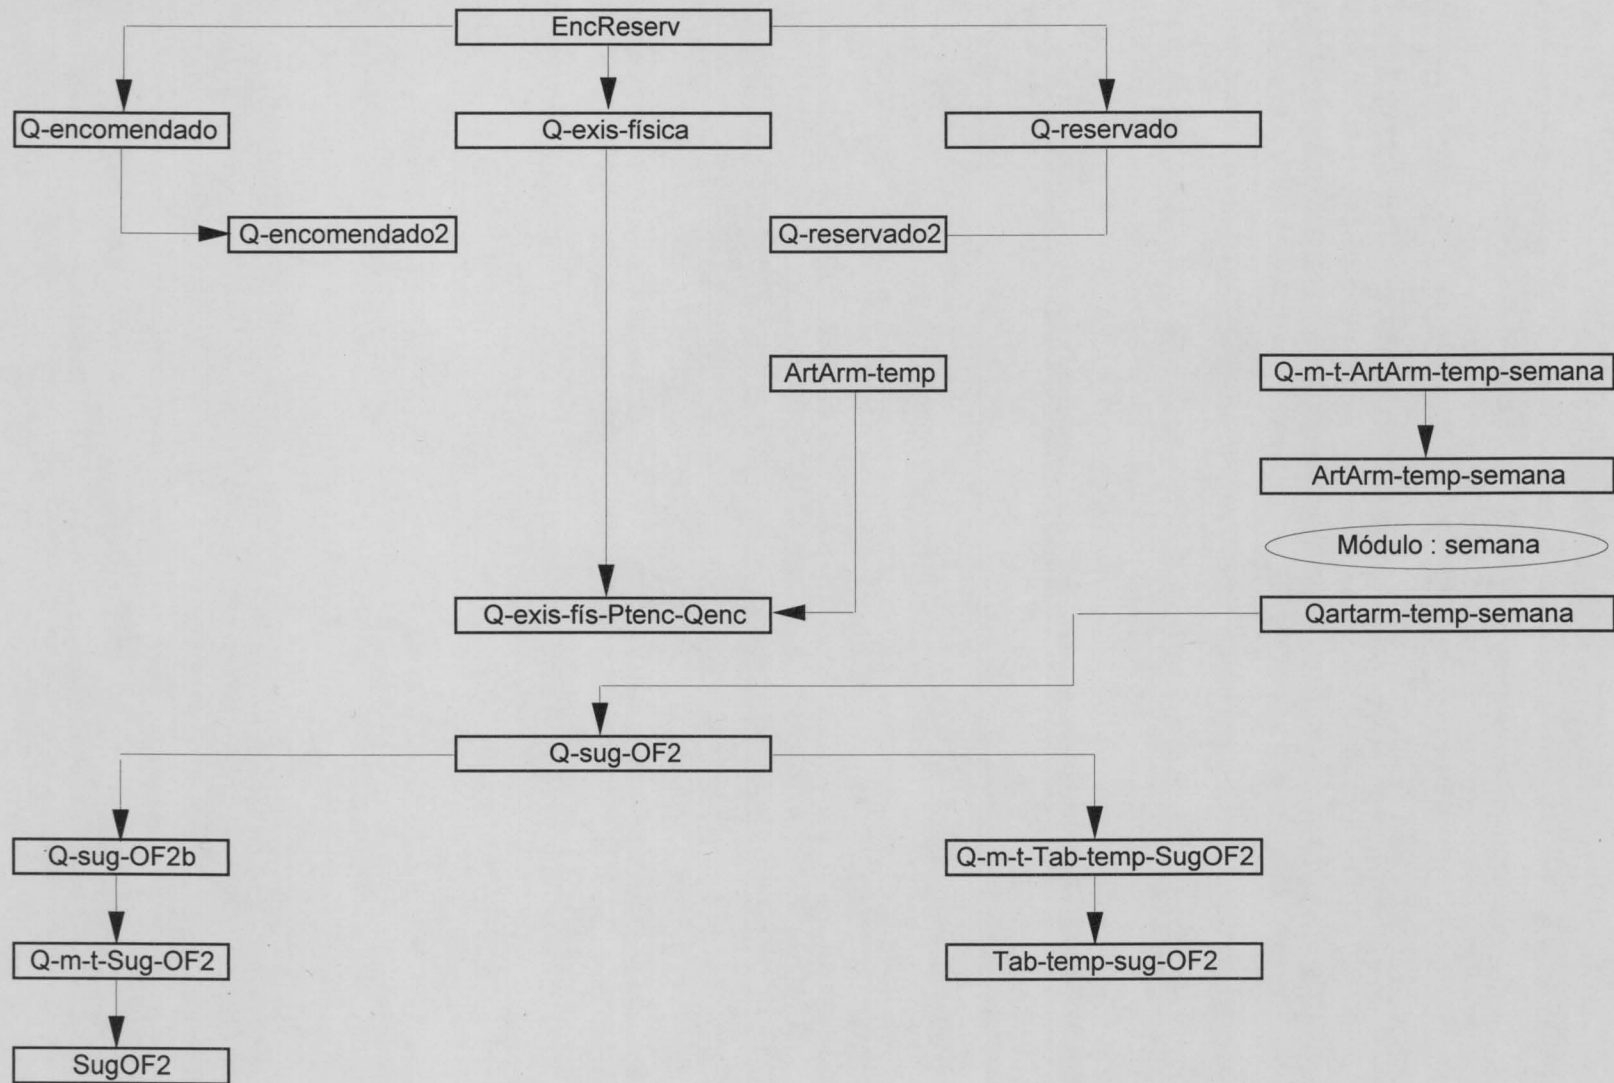 EncReserv
Q-encomendado
Q-exis-física
Q-reservado
Q-encomendado2
Q-reservado2
ArtArm-temp
Q-m-t-ArtArm-temp-semana
ArtArm-temp-semana
Módulo : semana
Q-exis-fís-Ptenc-Qenc
Qartarm-temp-semana
Q-sug-OF2
Q-sug-OF2b
Q-m-t-Tab-temp-SugOF2
Q-m-t-Sug-OF2
Tab-temp-sug-OF2
SugOF2